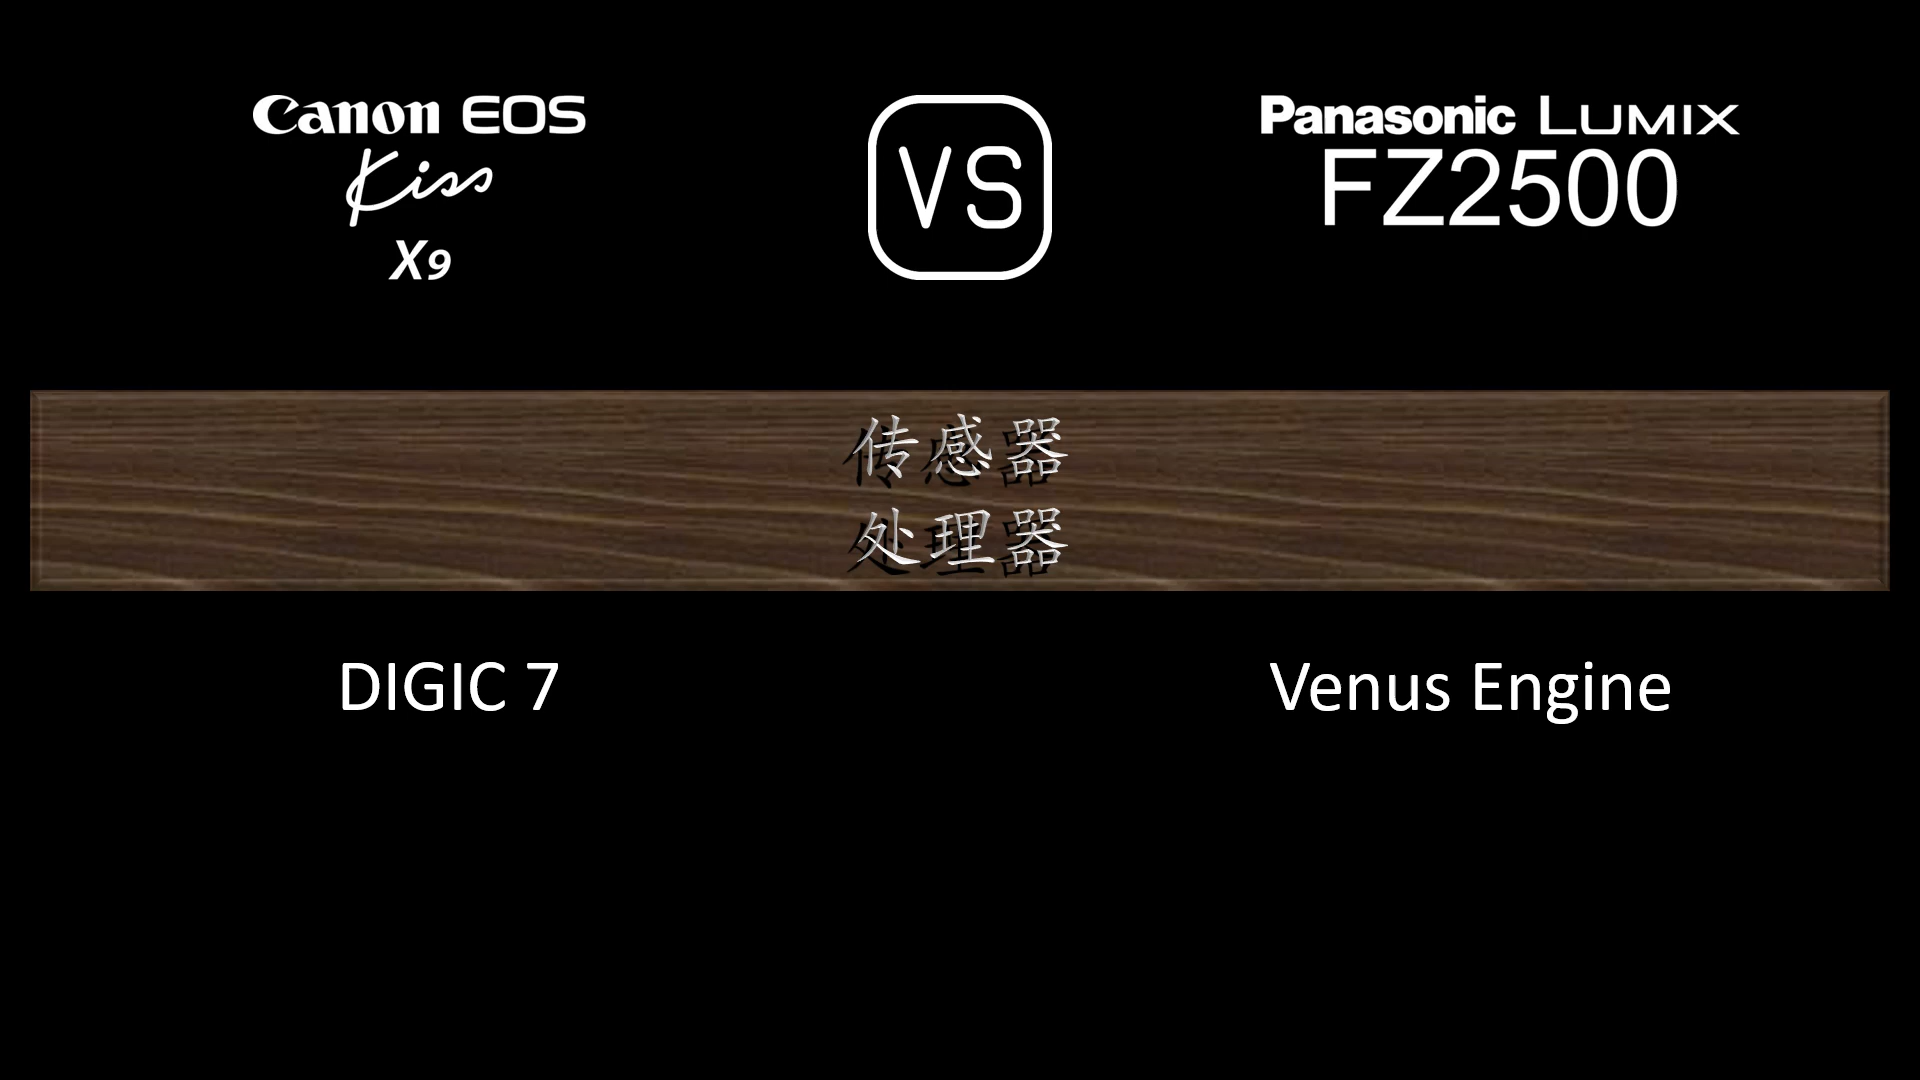 Canon EOS
Kiss
X9
VS
Panasonic LUMIX
FZ2500
传感器
处理器
DIGIC 7
Venus Engine